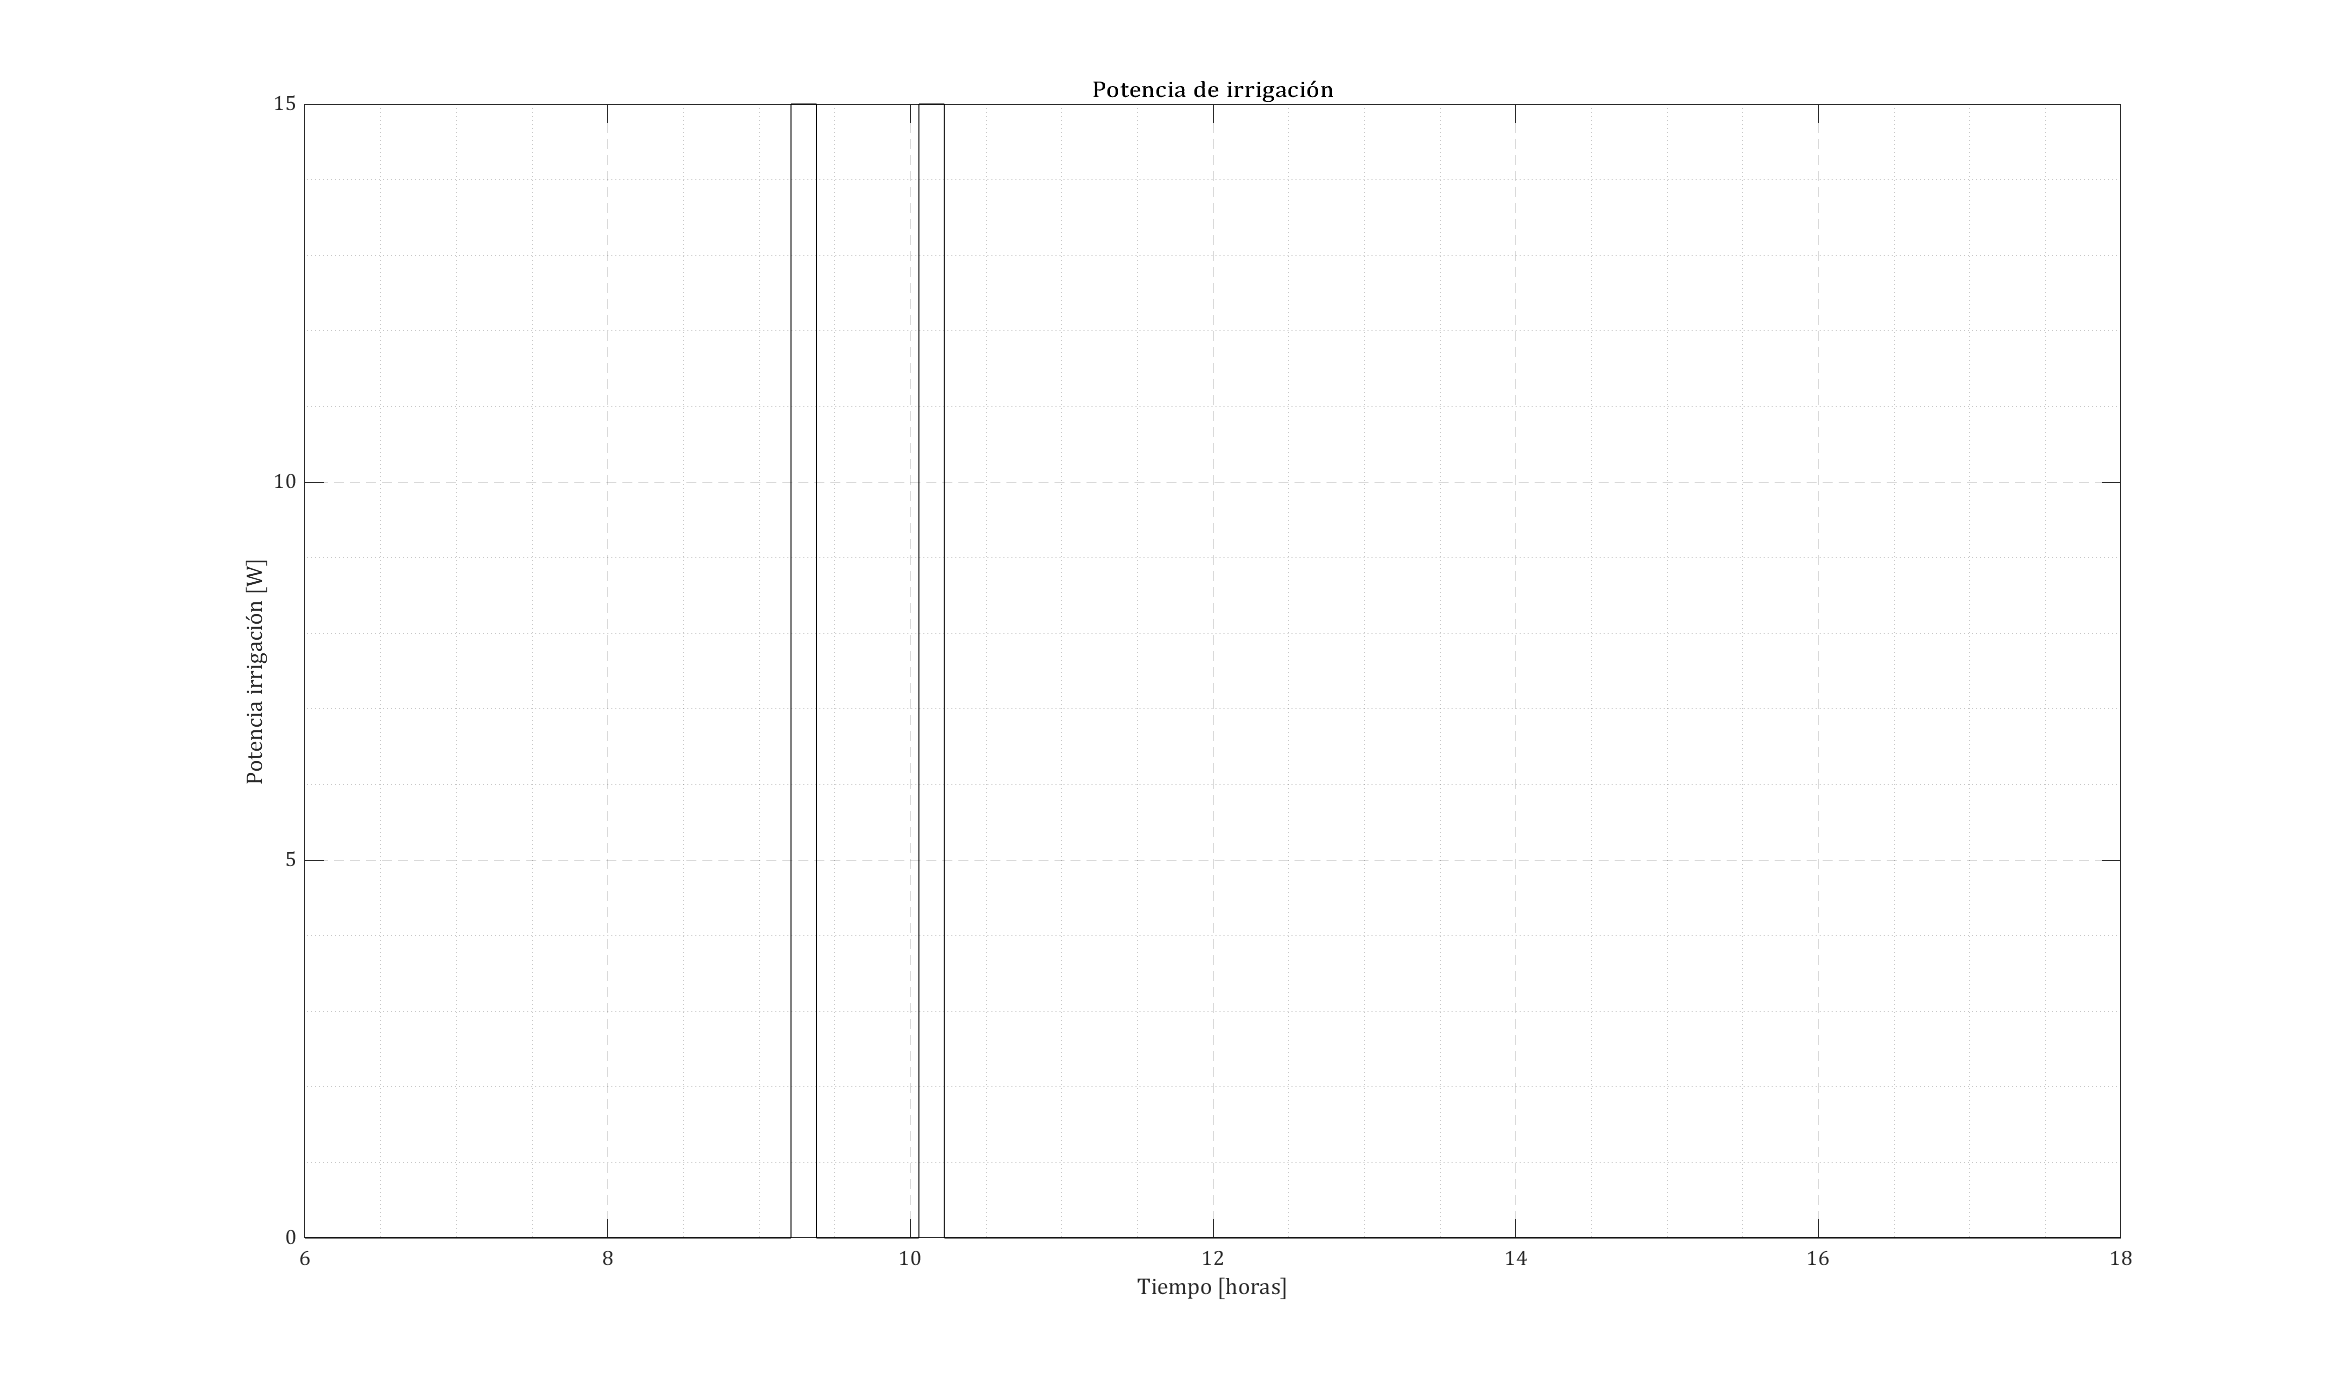 Potencia de irrigación
15
10
5
0
Potencia irrigación [W]
6 8 10 12 14 16 18
Tiempo [horas]